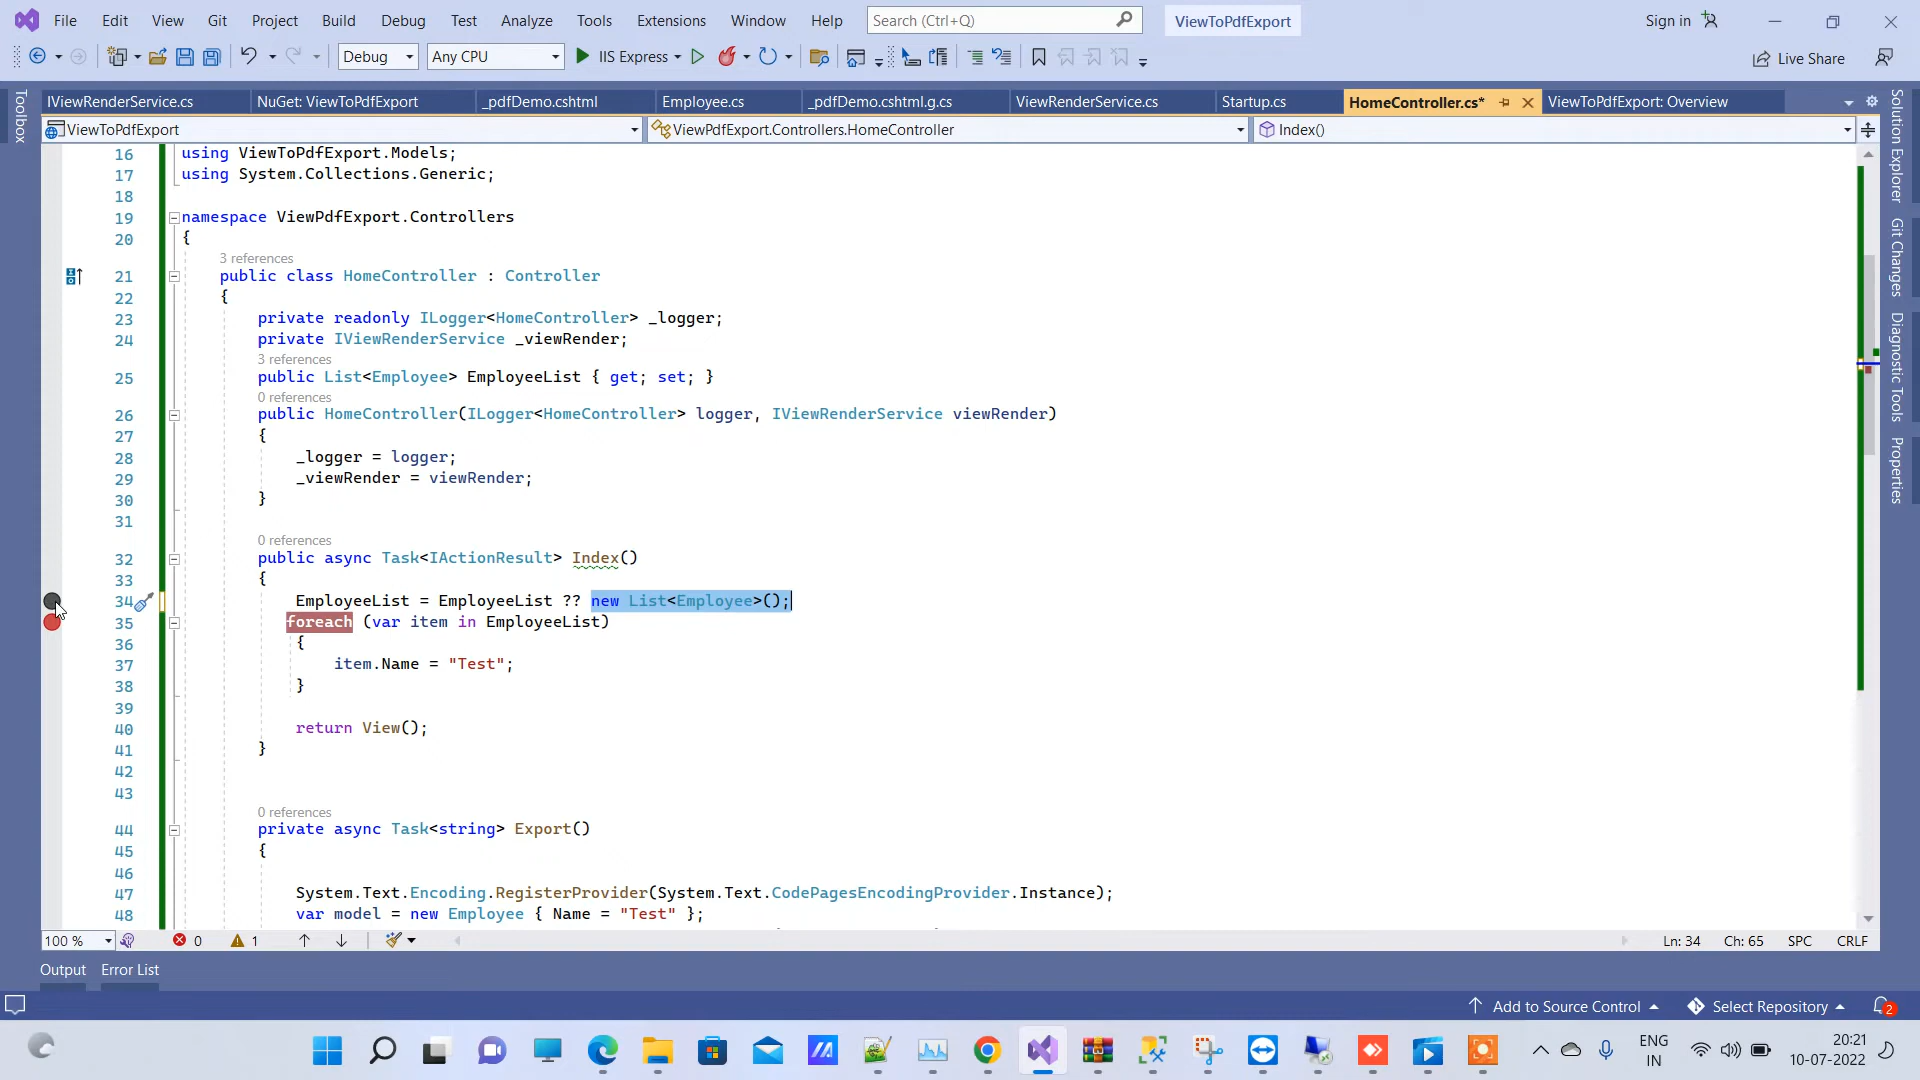 File Edit View Git Project Build Debug Test Analyze Tools Extensions Window Help Search (Ctrl+Q) ViewToPdfExport Sign in
Debug Any CPU IIS Express Live Share
Toolbox
IViewRenderService.cs NuGet: ViewToPdfExport _pdfDemo.cshtml Employee.cs _pdfDemo.cshtml.g.cs ViewRenderService.cs Startup.cs HomeController.cs* ViewToPdfExport: Overview
ViewToPdfExport ViewPdfExport.Controllers.HomeController Index()
16 using ViewToPdfExport.Models;
17 using System.Collections.Generic;
18
19 namespace ViewPdfExport.Controllers
20 {
3 references
21 public class HomeController : Controller
22 {
23 private readonly ILogger<HomeController> _logger;
24 private IViewRenderService _viewRender;
3 references
25 public List<Employee> EmployeeList { get; set; }
0 references
26 public HomeController(ILogger<HomeController> logger, IViewRenderService viewRender)
27 {
28 _logger = logger;
29 _viewRender = viewRender;
30 }
31
0 references
32 public async Task<IActionResult> Index()
33 {
34 EmployeeList = EmployeeList ?? new List<Employee>();
35 foreach (var item in EmployeeList)
36 {
37 item.Name = "Test";
38 }
39
40 return View();
41 }
42
43
0 references
44 private async Task<string> Export()
45 {
46
47 System.Text.Encoding.RegisterProvider(System.Text.CodePagesEncodingProvider.Instance);
48 var model = new Employee { Name = "Test" };
Solution Explorer
Git Changes
Diagnostic Tools
Properties
100 % 0 1 Ln: 34 Ch: 65 SPC CRLF
Output Error List
Add to Source Control Select Repository 2
ENG
IN
20:21
10-07-2022